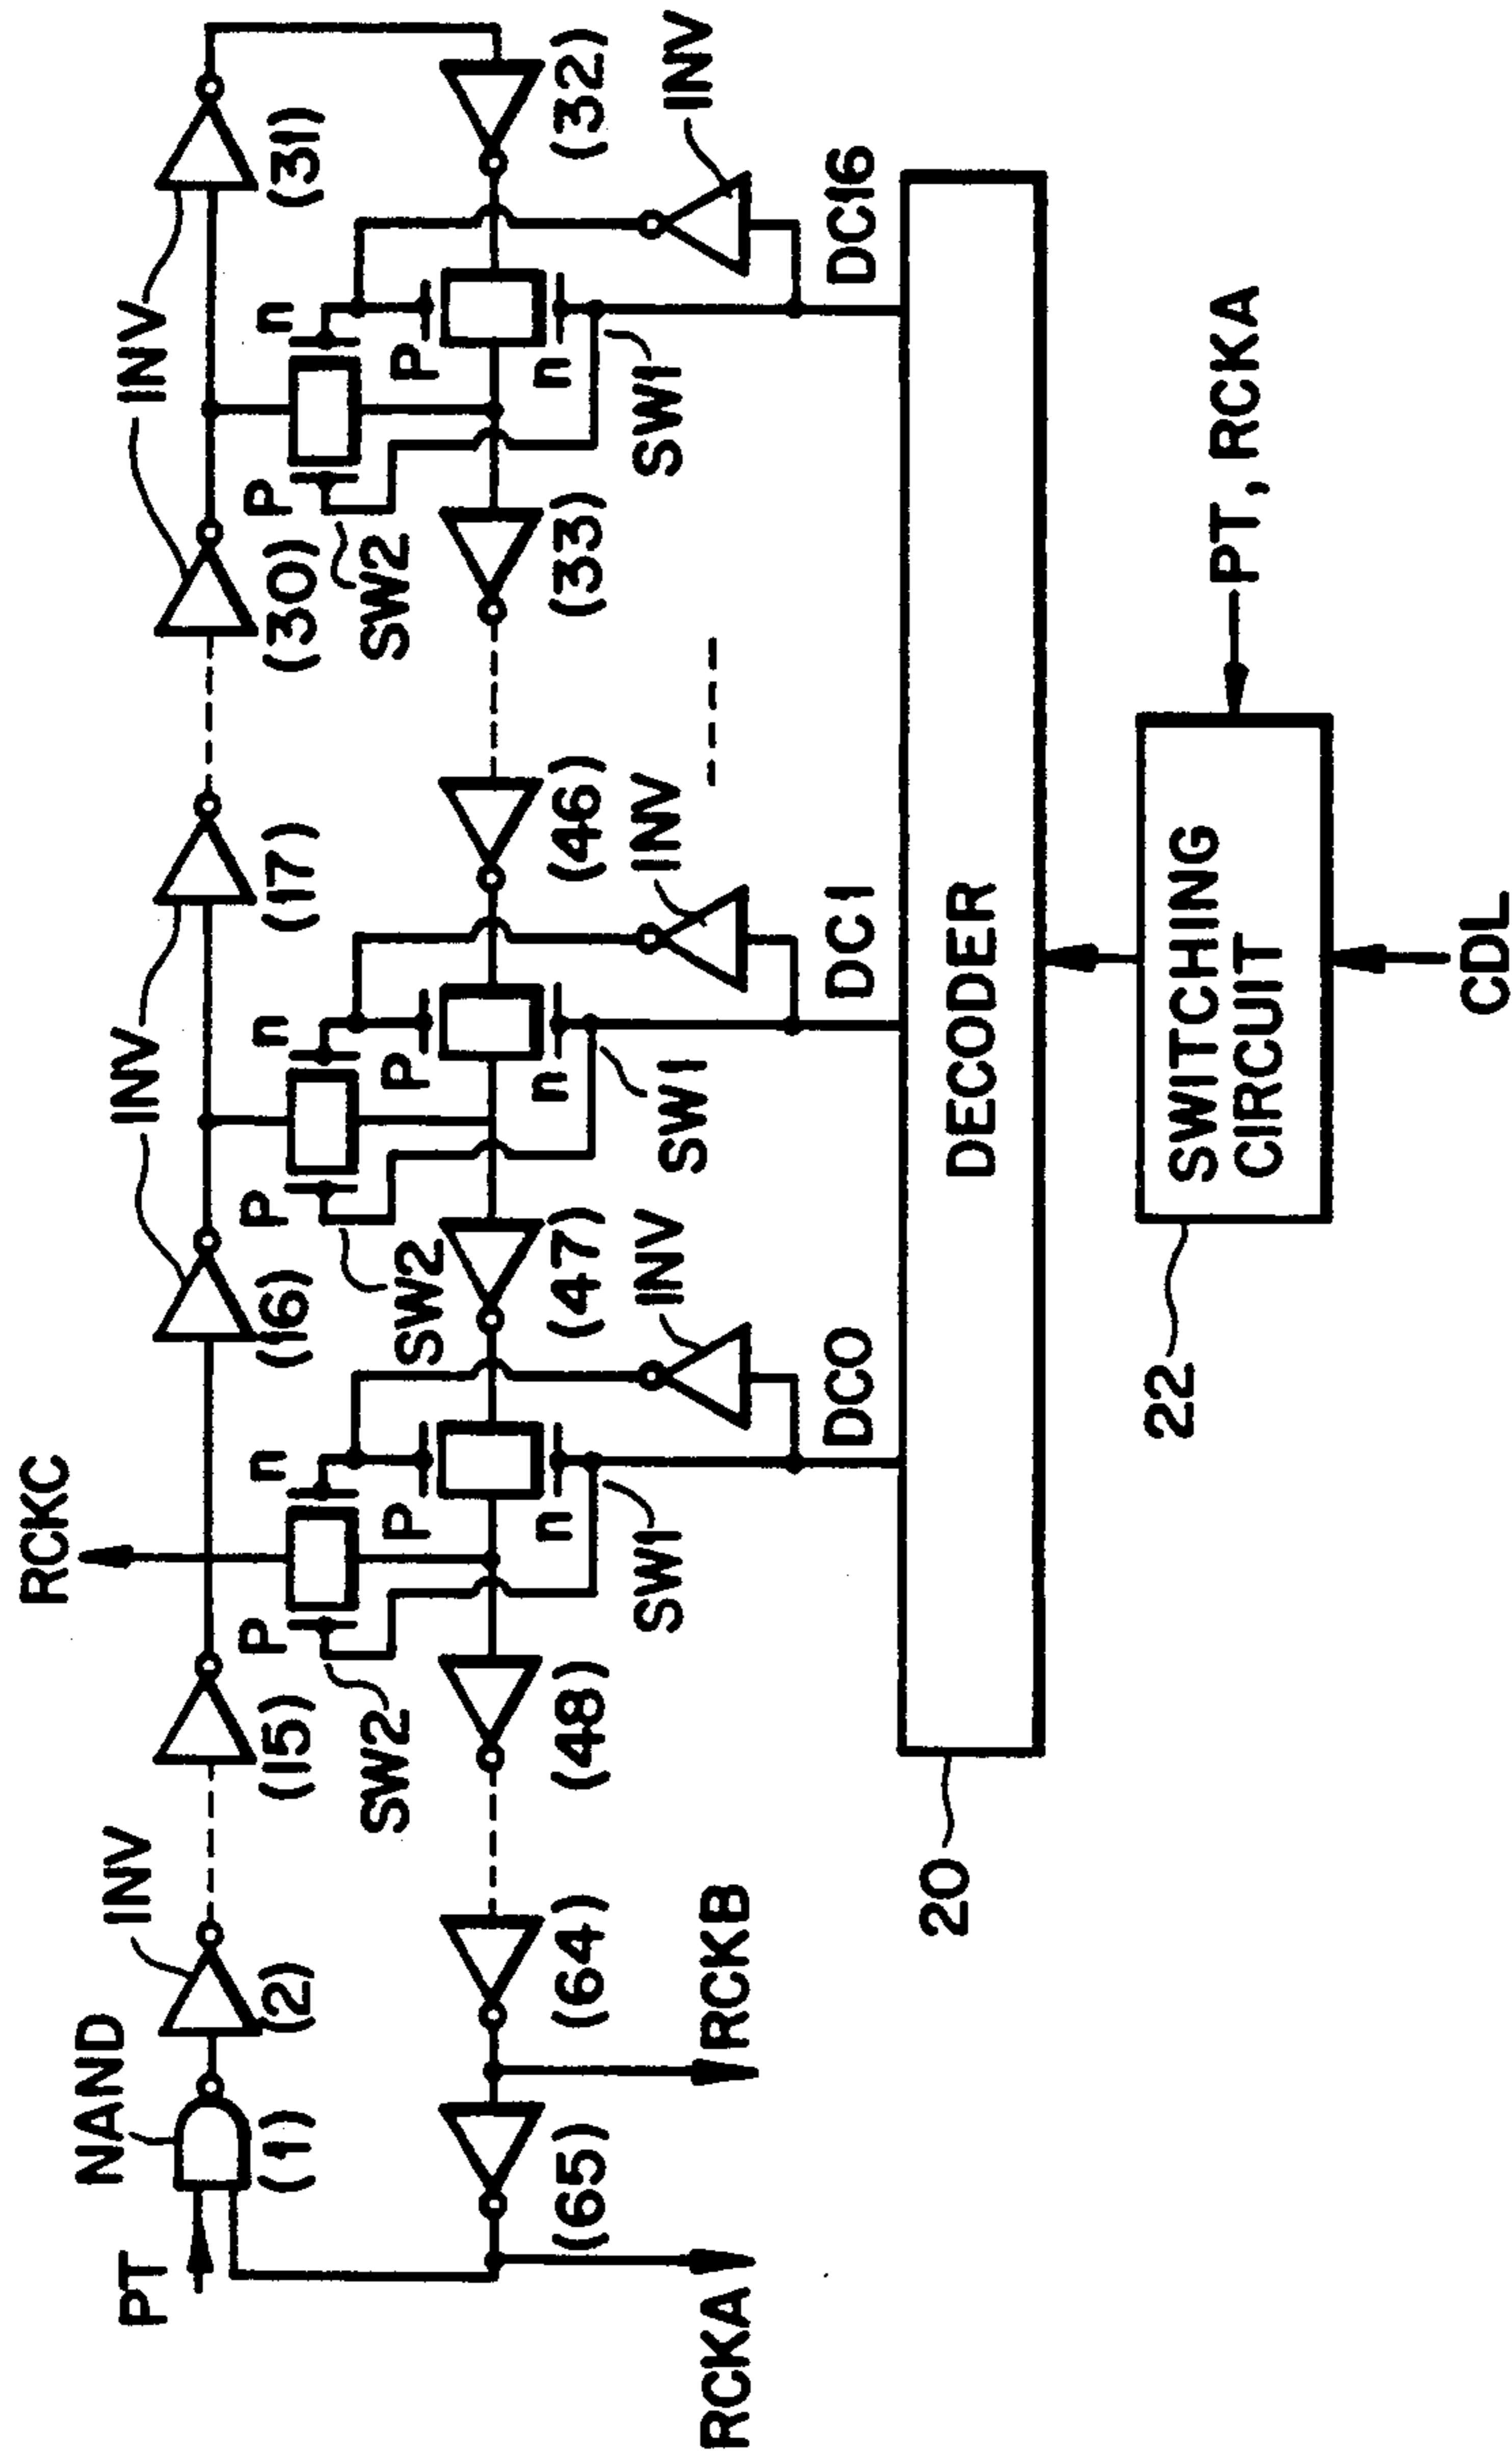 RCKC
NAND
INV
INV
INV
PT
(1)
(2)
(15)
(16)
(17)
(30)
(31)
P
n
P
n
P
n
SW2
P
SW2
P
SW2
P
n
n
n
(65)
(64)
(48)
(47)
(46)
(33)
(32)
SW1
INV
SW1
INV
SW1
INV
RCKA
RCKB
DC0
DC1
DC16
20
DECODER
22
SWITCHING
CIRCUIT
PT, RCKA
CDL